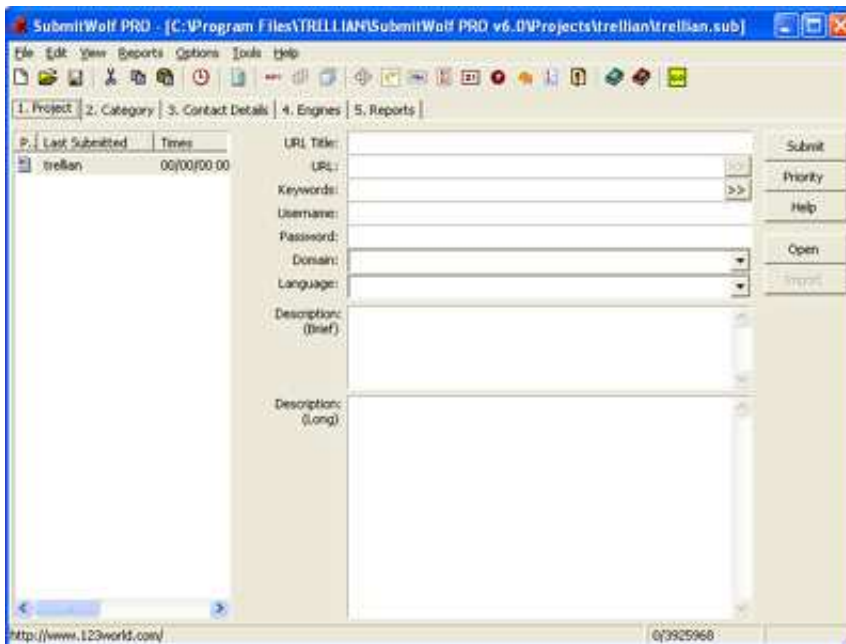 SubmitWolf PRO - [C:\Program Files\TRELLIAN\SubmitWolf PRO v6.0\Projects\trellian\trellian.sub]
File Edit View Reports Options Tools Help
1. Project 2. Category 3. Contact Details 4. Engines 5. Reports
P. Last Submitted Times
trellian 00/00/00:00
URL Title:
URL: >>
Keywords: >>
Username:
Password:
Domain:
Language:
Description:
(Brief)
Description:
(Long)
Submit
Priority
Help
Open
Import
http://www.123world.com/ 0/3925968